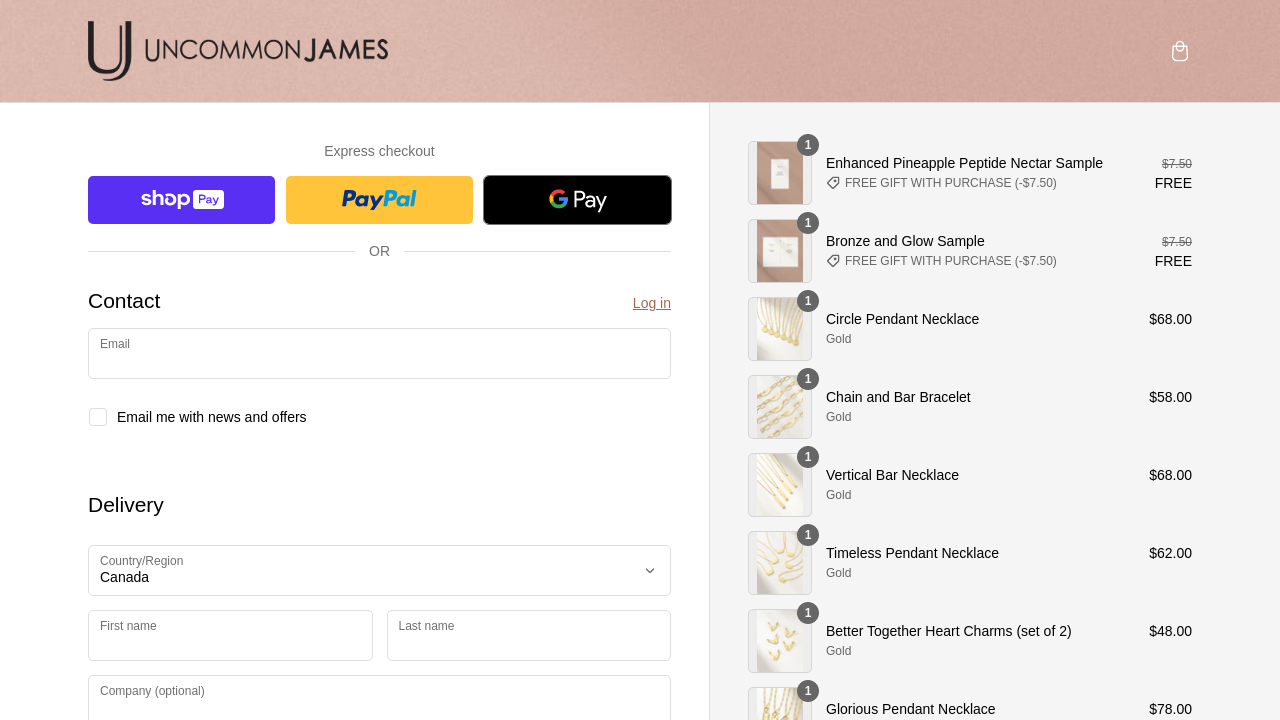 UNCOMMON JAMES
Express checkout
shop Pay
PayPal
G Pay
OR
Contact
Log in
Email
Email me with news and offers
Delivery
Country/Region
Canada
First name
Last name
Company (optional)
1
Enhanced Pineapple Peptide Nectar Sample
$7.50
FREE GIFT WITH PURCHASE (-$7.50)
FREE
1
Bronze and Glow Sample
$7.50
FREE GIFT WITH PURCHASE (-$7.50)
FREE
1
Circle Pendant Necklace
$68.00
Gold
1
Chain and Bar Bracelet
$58.00
Gold
1
Vertical Bar Necklace
$68.00
Gold
1
Timeless Pendant Necklace
$62.00
Gold
1
Better Together Heart Charms (set of 2)
$48.00
Gold
1
Glorious Pendant Necklace
$78.00